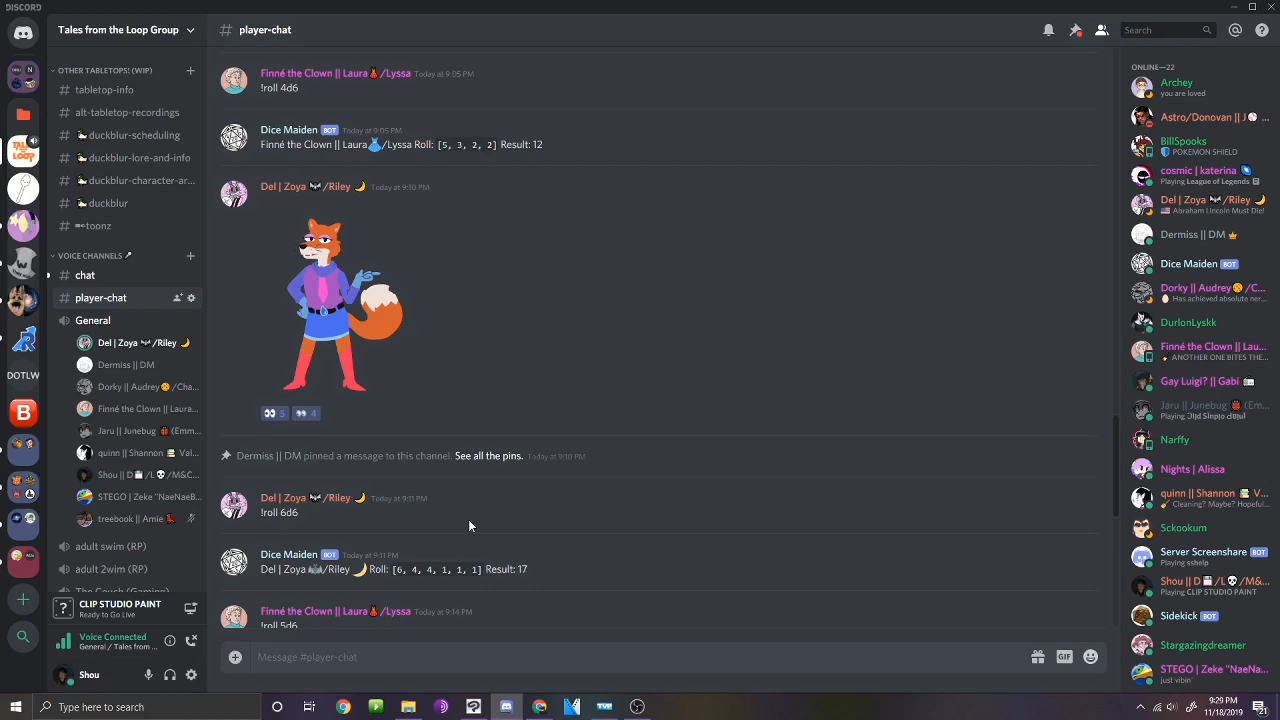 DISCORD
Tales from the Loop Group
# player-chat
Search
OTHER TABLETOPS! (WIP)
# tabletop-info
# alt-tabletop-recordings
# duckblur-scheduling
# duckblur-lore-and-info
# duckblur-character-ar...
# duckblur
# toonz
VOICE CHANNELS
# chat
# player-chat
General
Del | Zoya /Riley
Dermiss || DM
Dorky || Audrey /Cha...
Finné the Clown || Laura...
Jaru || Junebug (Emm...
quinn || Shannon Val...
Shou || D /L /M&C...
STEGO || Zeke "NaeNaeB...
treebook || Amie
adult swim (RP)
adult 2wim (RP)
The Couch (Gaming)
DOTLW
B
CLIP STUDIO PAINT
Ready to Go Live
Voice Connected
General / Tales from ...
Shou
Finné the Clown || Laura /Lyssa Today at 9:05 PM
!roll 4d6
Dice Maiden BOT Today at 9:05 PM
Finné the Clown || Laura /Lyssa Roll: [5, 3, 2, 2] Result: 12
Del | Zoya /Riley Today at 9:10 PM
5 4
Dermiss || DM pinned a message to this channel. See all the pins. Today at 9:10 PM
Del | Zoya /Riley Today at 9:11 PM
!roll 6d6
Dice Maiden BOT Today at 9:11 PM
Del | Zoya /Riley Roll: [6, 4, 4, 1, 1, 1] Result: 17
Finné the Clown || Laura /Lyssa Today at 9:14 PM
!roll 5d6
Message #player-chat
GIF
ONLINE—22
Archey
you are loved
Astro/Donovan || J ...
BillSpooks
POKEMON SHIELD
cosmic | katerina
Playing League of Legends
Del | Zoya /Riley
Abraham Lincoln Must Die!
Dermiss || DM
Dice Maiden BOT
Dorky || Audrey /C...
Has achieved absolute ner...
DurlonLyskk
Finné the Clown || Lau...
ANOTHER ONE BITES THE...
Gay Luigi? || Gabi
Jaru || Junebug (Em...
Narffy
Nights | Alissa
quinn || Shannon V...
Cleaning? Maybe? Hopeful...
Sckookum
Server Screenshare BOT
Playing sshelp
Shou || D /L /M&...
Playing CLIP STUDIO PAINT
Sidekick BOT
Stargazingdreamer
STEGO || Zeke "NaeNa...
just vibin'
Type here to search
9:29 PM
11/18/2019